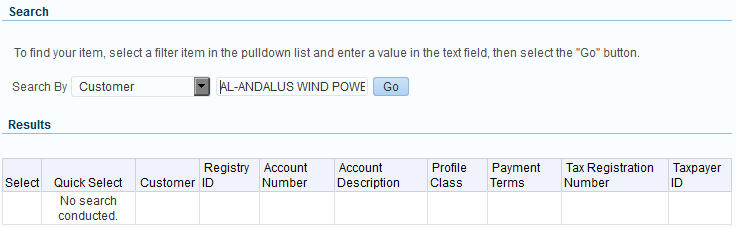 Search
To find your item, select a filter item in the pulldown list and enter a value in the text field, then select the "Go" button.
Search By Customer AL-ANDALUS WIND POWE Go
Results
Select Quick Select Customer Registry ID Account Number Account Description Profile Class Payment Terms Tax Registration Number Taxpayer ID
No search
conducted.